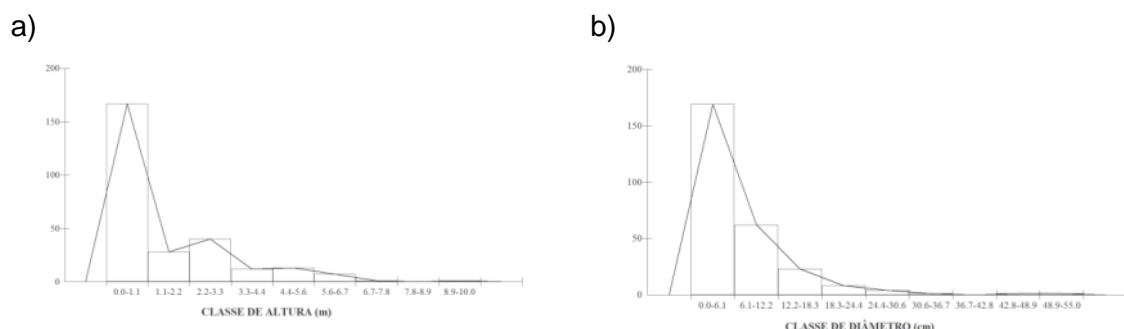 a)
b)
200
150
100
50
0
0.0-1.1 1.1-2.2 2.2-3.3 3.3-4.4 4.4-5.6 5.6-6.7 6.7-7.8 7.8-8.9 8.9-10.0
CLASSE DE ALTURA (m)
200
150
100
50
0
0.0-6.1 6.1-12.2 12.2-18.3 18.3-24.4 24.4-30.6 30.6-36.7 36.7-42.8 42.8-48.9 48.9-55.0
CLASSE DE DIÂMETRO (cm)